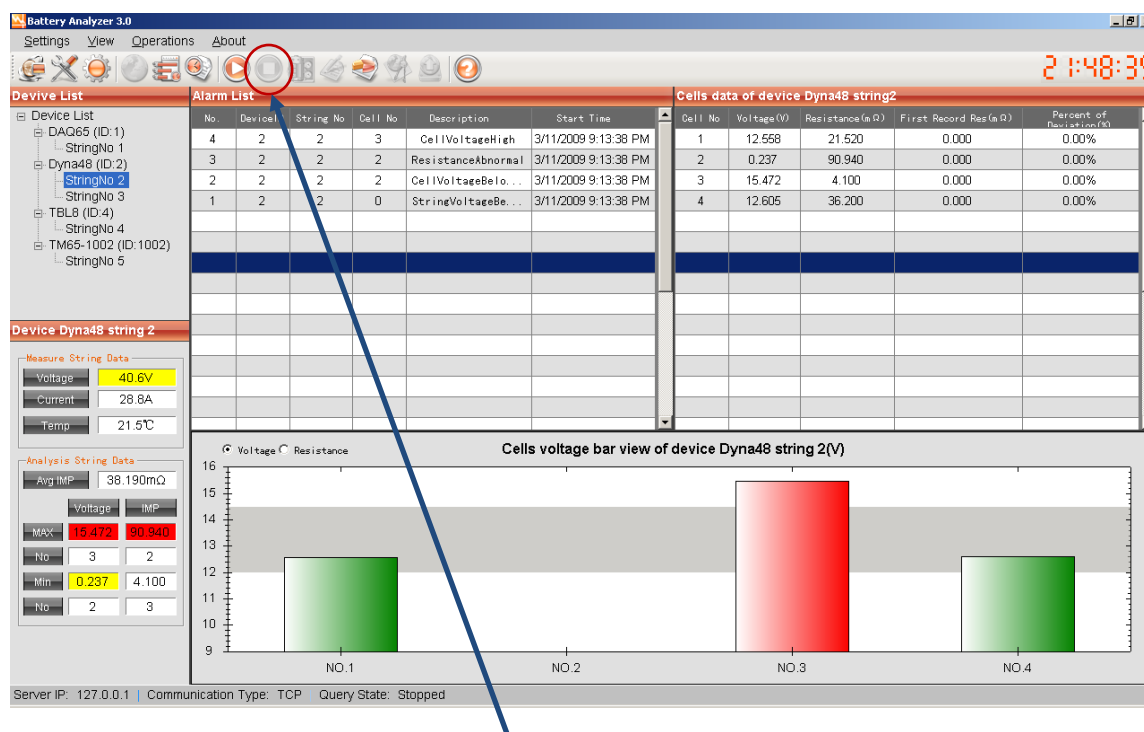 Battery Analyzer 3.0
Settings View Operations About
21:48:39
Devive List
Device List
DAQ65 (ID:1)
StringNo 1
Dyna48 (ID:2)
StringNo 2
StringNo 3
TBL8 (ID:4)
StringNo 4
TM65-1002 (ID:1002)
StringNo 5
Alarm List
No. DeviceI String No Cell No Description Start Time
4 2 2 3 CellVoltageHigh 3/11/2009 9:13:38 PM
3 2 2 2 ResistanceAbnormal 3/11/2009 9:13:38 PM
2 2 2 2 CellVoltageBelo... 3/11/2009 9:13:38 PM
1 2 2 0 StringVoltageBe... 3/11/2009 9:13:38 PM
Cells data of device Dyna48 string2
Cell No Voltage(V) Resistance(mΩ) First Record Res(mΩ) Percent of Deviation(%)
1 12.558 21.520 0.000 0.00%
2 0.237 90.940 0.000 0.00%
3 15.472 4.100 0.000 0.00%
4 12.605 36.200 0.000 0.00%
Device Dyna48 string 2
Measure String Data
Voltage 40.6V
Current 28.8A
Temp 21.5℃
Analysis String Data
Avg IMP 38.190mΩ
Voltage IMP
MAX 15.472 90.940
No 3 2
Min 0.237 4.100
No 2 3
Voltage Resistance
Cells voltage bar view of device Dyna48 string 2(V)
16
15
14
13
12
11
10
9
NO.1 NO.2 NO.3 NO.4
Server IP: 127.0.0.1 | Communication Type: TCP | Query State: Stopped